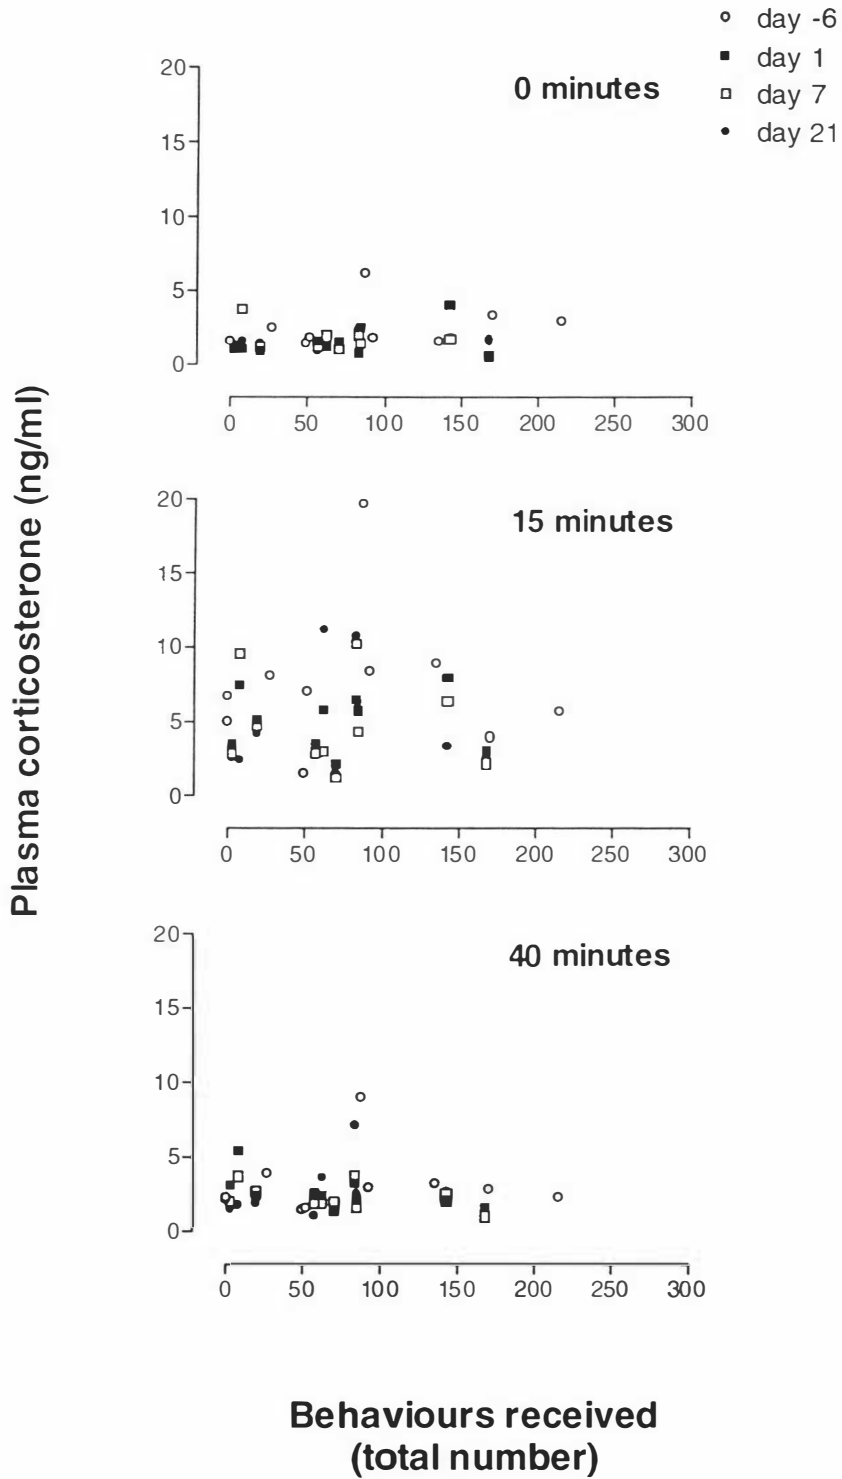 day -6
day 1
day 7
day 21
0 minutes
20
15
10
5
0
0 50 100 150 200 250 300
15 minutes
20
15
10
5
0
0 50 100 150 200 250 300
40 minutes
20
15
10
5
0
0 50 100 150 200 250 300
Plasma corticosterone (ng/ml)
Behaviours received
(total number)